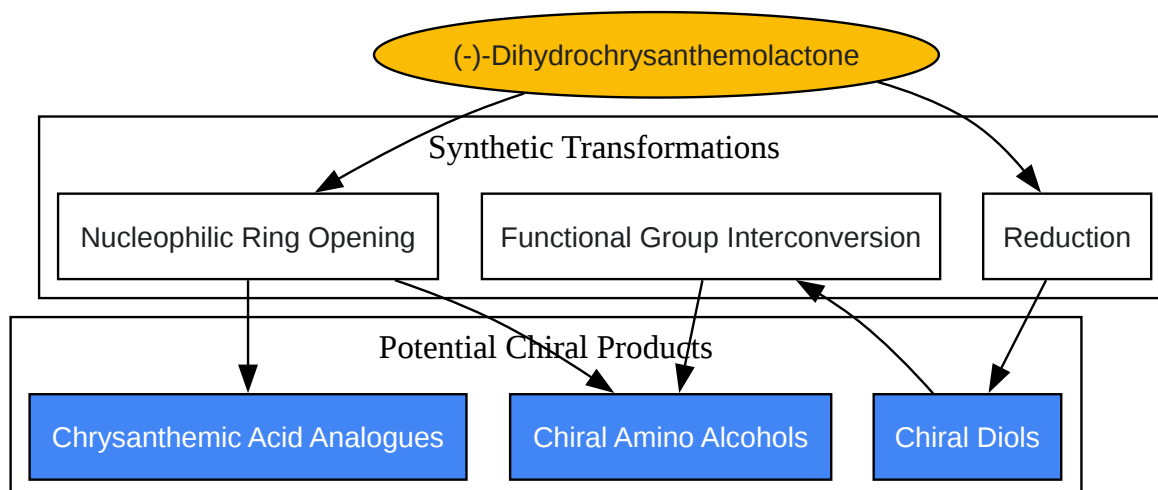 (-)-Dihydrochrysanthemolactone
Synthetic Transformations
Nucleophilic Ring Opening
Functional Group Interconversion
Reduction
Potential Chiral Products
Chrysanthemic Acid Analogues
Chiral Amino Alcohols
Chiral Diols